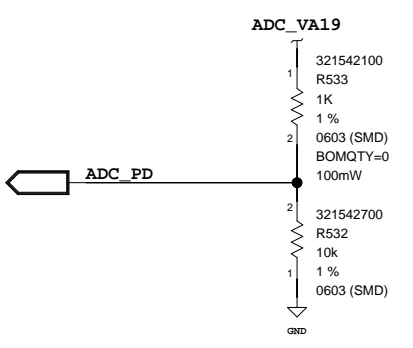 ADC_VA19
1
321542100
R533
1K
1 %
2
0603 (SMD)
BOMQTY=0
100mW
ADC_PD
2
321542700
R532
10k
1
1 %
0603 (SMD)
GND